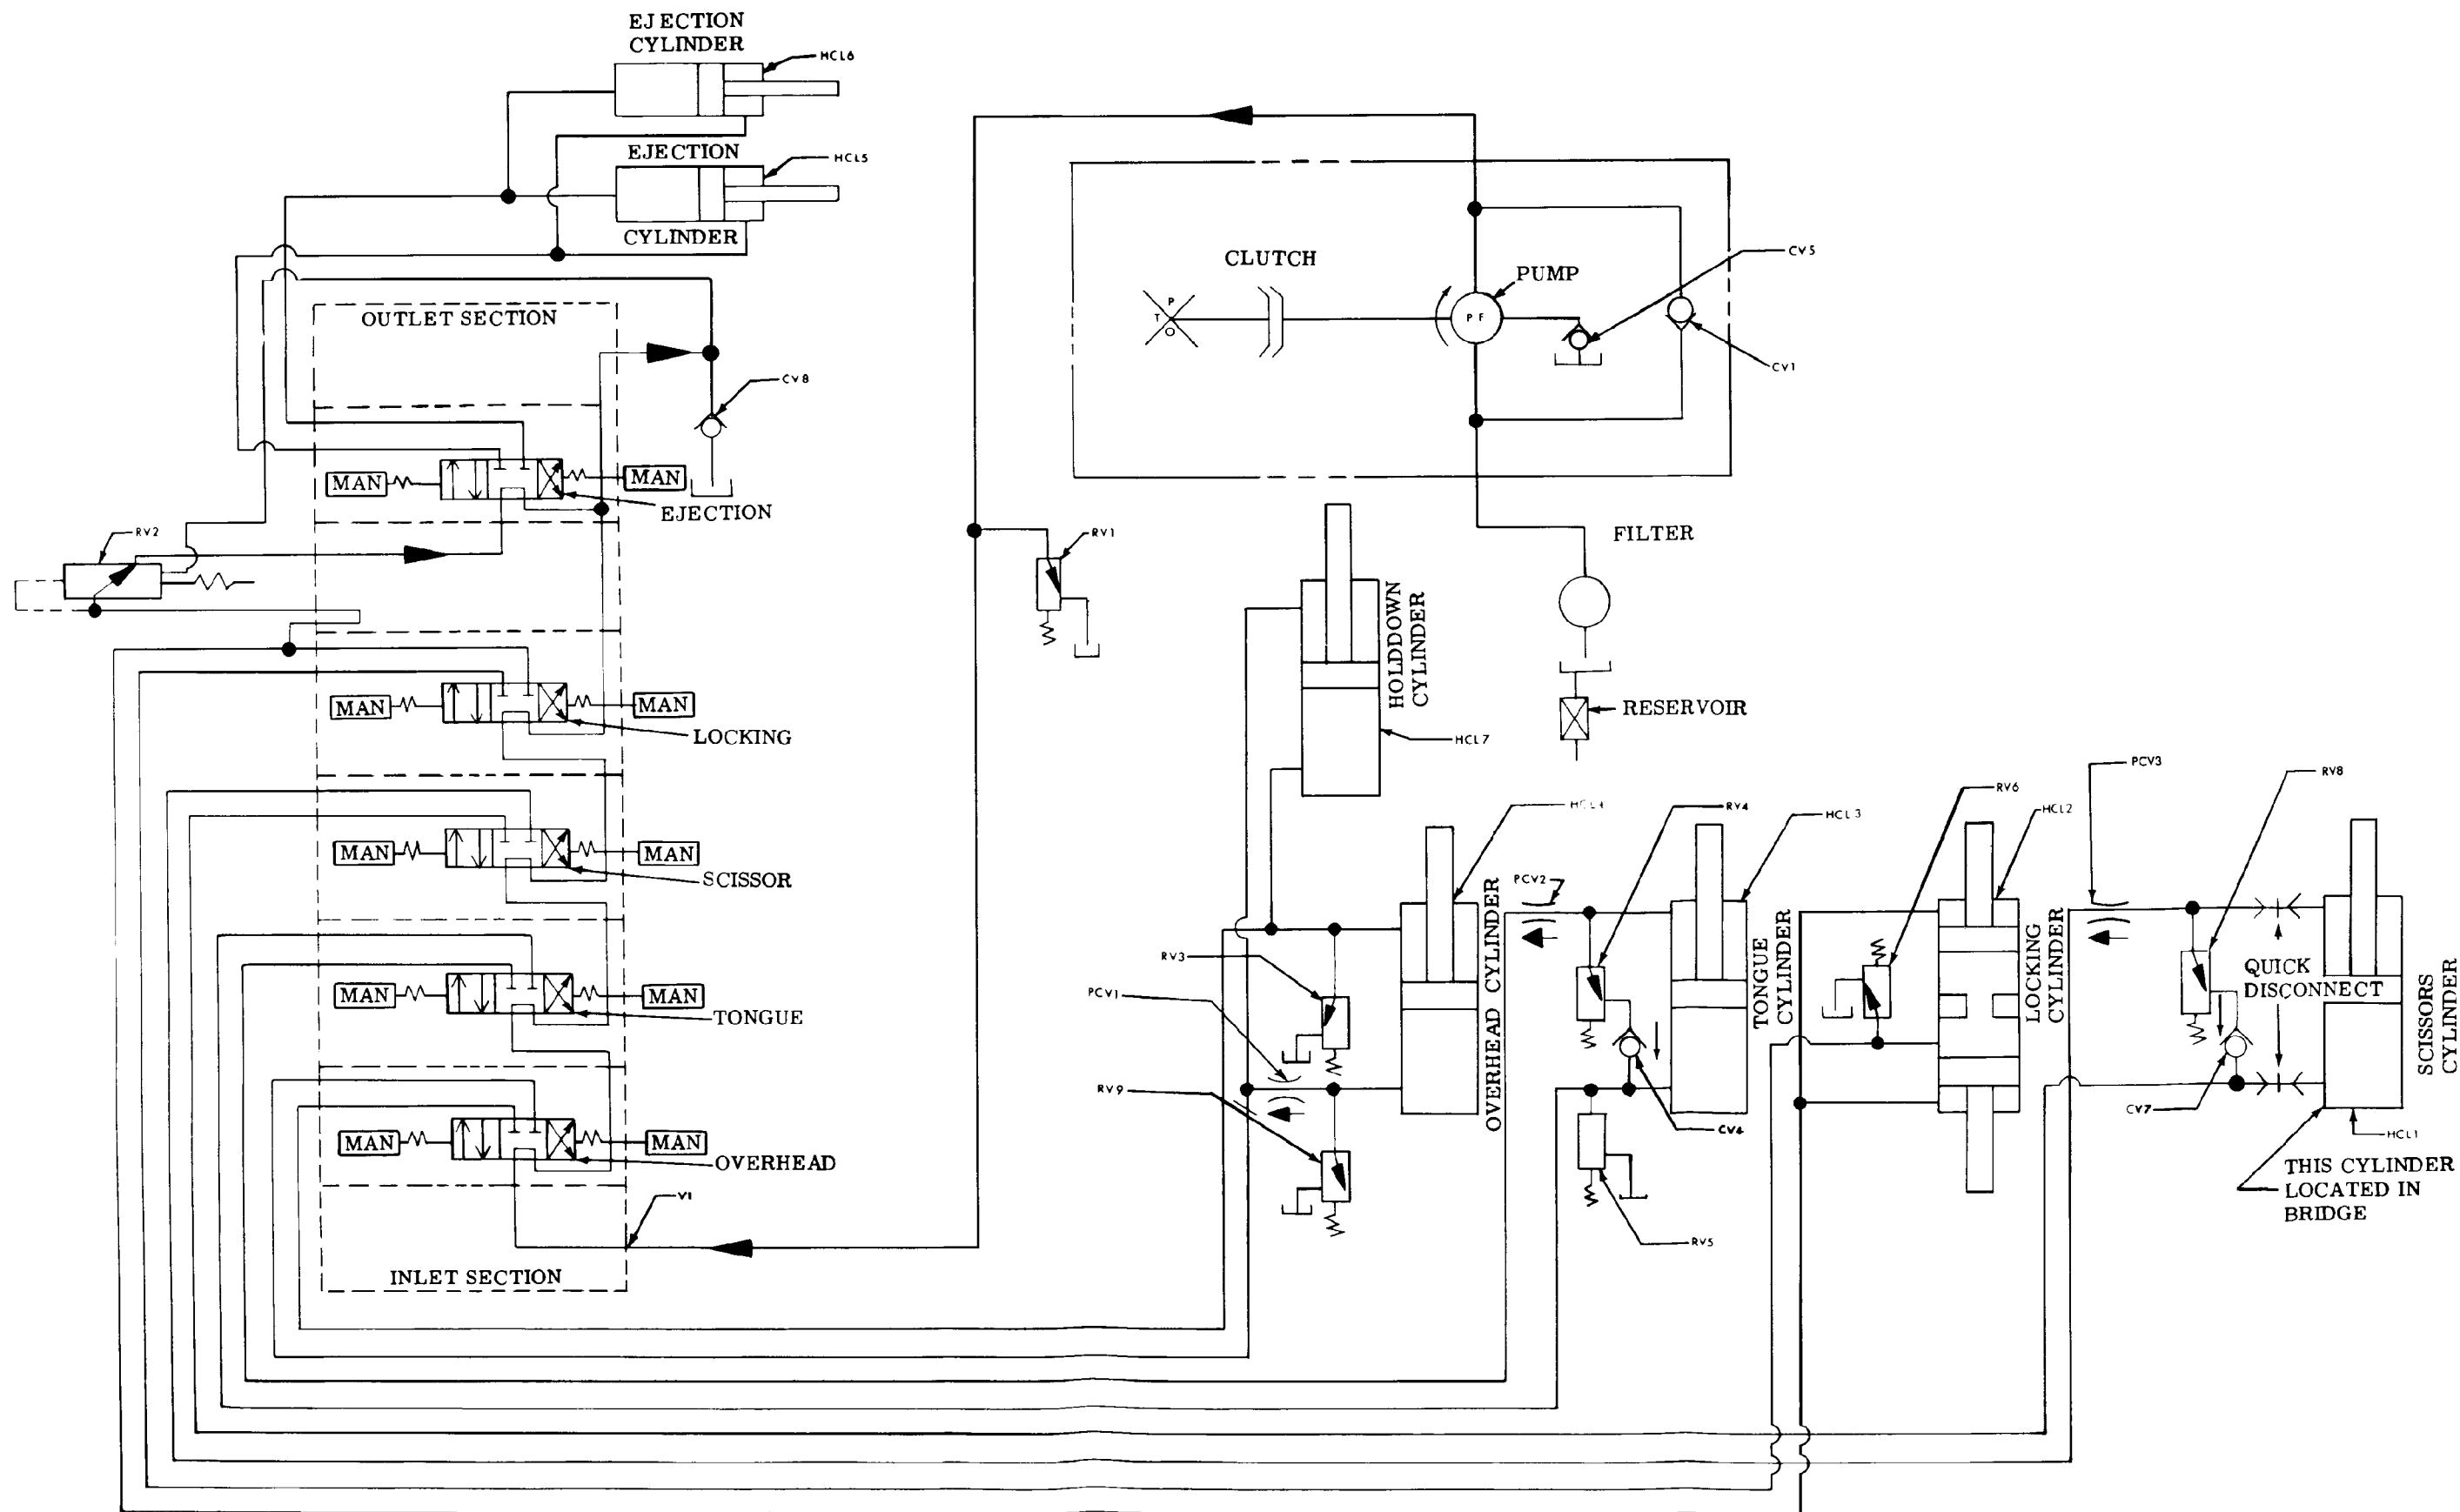 EJECTION
CYLINDER
HCL6
EJECTION
HCL5
CYLINDER
OUTLET SECTION
CV8
MAN
MAN
EJECTION
RV2
MAN
MAN
LOCKING
MAN
MAN
SCISSOR
MAN
MAN
TONGUE
MAN
MAN
OVERHEAD
V1
INLET SECTION
CLUTCH
P
T
O
PUMP
PF
CV5
CV1
RV1
FILTER
RESERVOIR
HOLDDOWN
CYLINDER
HCL7
OVERHEAD CYLINDER
RV3
PCV1
RV9
PCV2
RV4
HCL3
TONGUE
CYLINDER
CV4
RV5
RV6
HCL2
LOCKING
CYLINDER
PCV3
RV8
QUICK
DISCONNECT
CV7
SCISSORS
CYLINDER
HCL1
THIS CYLINDER
LOCATED IN
BRIDGE